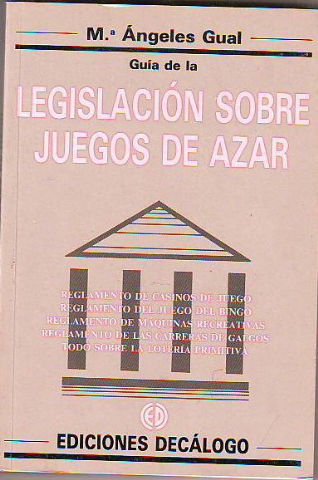 M.ª Ángeles Gual
Guía de la
LEGISLACIÓN SOBRE
JUEGOS DE AZAR
REGLAMENTO DE CASINOS DE JUEGO
REGLAMENTO DEL JUEGO DEL BINGO
REGLAMENTO DE MAQUINAS RECREATIVAS
REGLAMENTO DE LAS CARRERAS DE GALGOS
TODO SOBRE LA LOTERÍA PRIMITIVA
ED
EDICIONES DECÁLOGO